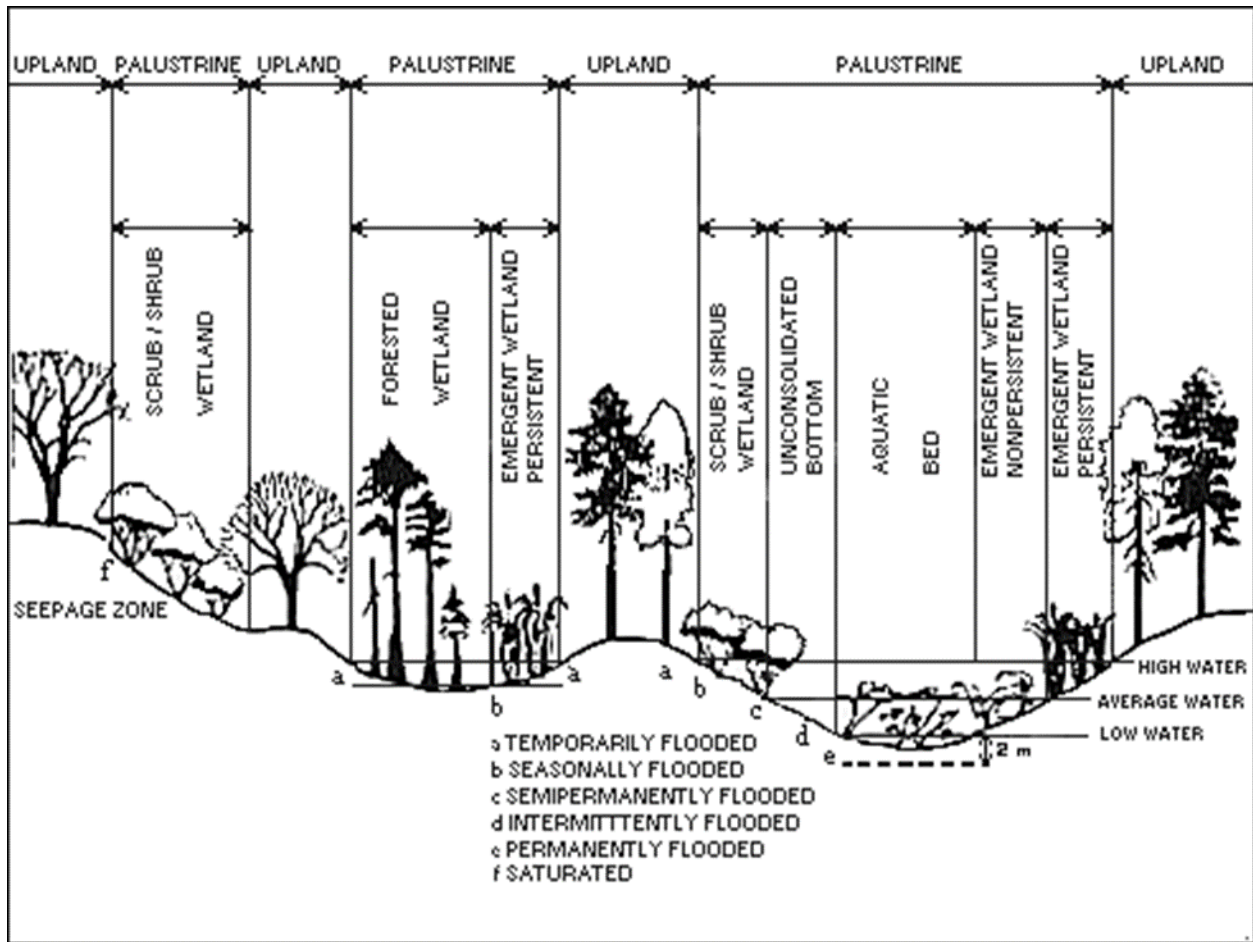 UPLAND PALUSTRINE UPLAND PALUSTRINE UPLAND PALUSTRINE UPLAND
SCRUB / SHRUB
WETLAND
FORESTED
WETLAND
EMERGENT WETLAND
PERSISTENT
SCRUB / SHRUB
WETLAND
UNCONSOLIDATED
BOTTOM
AQUATIC
BED
EMERGENT WETLAND
NONPERSISTENT
EMERGENT WETLAND
PERSISTENT
f
SEEPAGE ZONE
a
b
a
a
b
c
d
e
HIGH WATER
AVERAGE WATER
LOW WATER
2 m
a TEMPORARILY FLOODED
b SEASONALLY FLOODED
c SEMIPERMANENTLY FLOODED
d INTERMITTTENTLY FLOODED
e PERMANENTLY FLOODED
f SATURATED